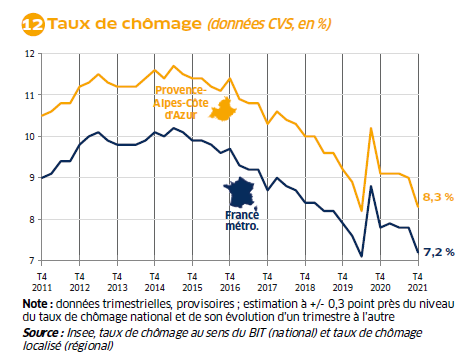 12 Taux de chômage (données CVS, en %)
12
11
10
9
8
7
Provence-
Alpes-Côte
d'Azur
France
métro.
8,3 %
7,2 %
T4 T4 T4 T4 T4 T4 T4 T4 T4 T4 T4
2011 2012 2013 2014 2015 2016 2017 2018 2019 2020 2021
Note : données trimestrielles, provisoires ; estimation à +/- 0,3 point près du niveau
du taux de chômage national et de son évolution d'un trimestre à l'autre
Source : Insee, taux de chômage au sens du BIT (national) et taux de chômage
localisé (régional)